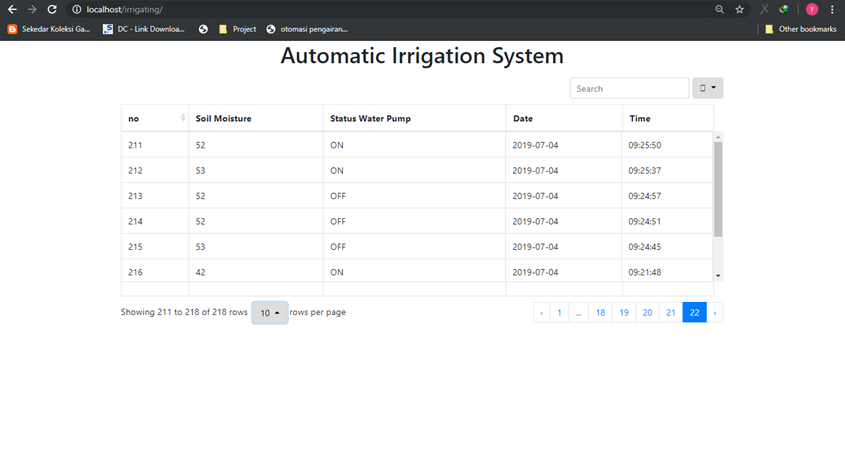 localhost/irrigating/
Sekedar Koleksi Ga... DC - Link Downloa... Project otomasi pengairan... Other bookmarks
Automatic Irrigation System
Search
no Soil Moisture Status Water Pump Date Time
211 52 ON 2019-07-04 09:25:50
212 53 ON 2019-07-04 09:25:37
213 52 OFF 2019-07-04 09:24:57
214 52 OFF 2019-07-04 09:24:51
215 53 OFF 2019-07-04 09:24:45
216 42 ON 2019-07-04 09:21:48
Showing 211 to 218 of 218 rows 10 rows per page ‹ 1 ... 18 19 20 21 22 ›